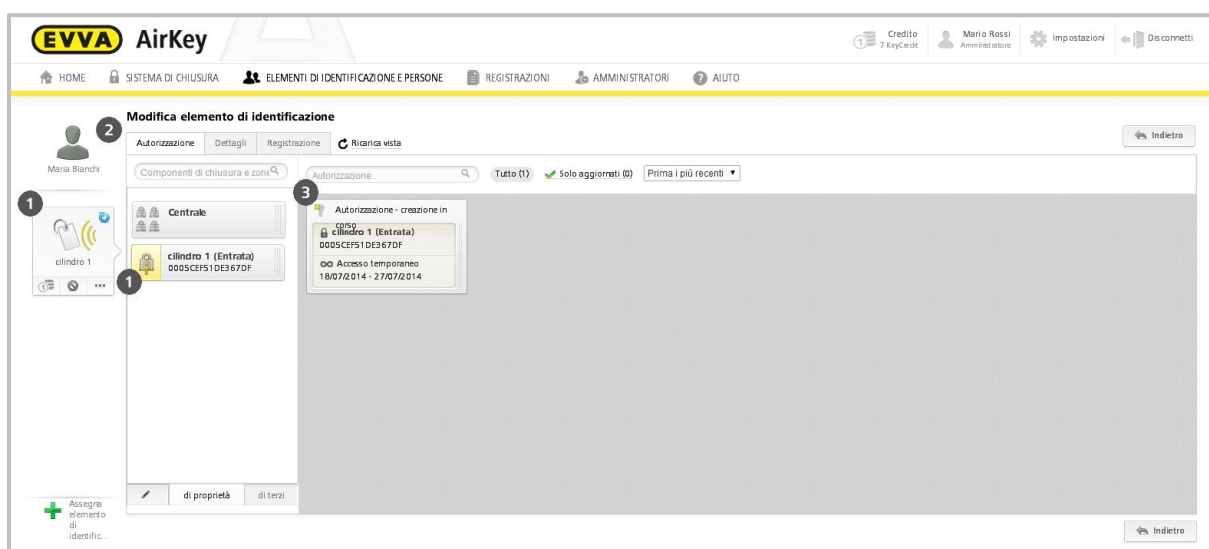 EVVA AirKey
Credito
7 KeyCredit
Mario Rossi
Amministratore
Impostazioni
Disconnetti
HOME
SISTEMA DI CHIUSURA
ELEMENTI DI IDENTIFICAZIONE E PERSONE
REGISTRAZIONI
AMMINISTRATORI
AIUTO
Modifica elemento di identificazione
2
Autorizzazione
Dettagli
Registrazione
Ricarica vista
Indietro
Maria Bianchi
Componenti di chiusura e zone
Autorizzazione
Tutto (1)
Solo aggiornati (0)
Prima i più recenti
1
3
cilindro 1
Centrale
cilindro 1 (Entrata)
0005CEF51DE367DF
1
Autorizzazione - creazione in
corso
cilindro 1 (Entrata)
0005CEF51DE367DF
Accesso temporaneo
18/07/2014 - 27/07/2014
di proprietà
di terzi
Assegna
elemento
di
identific...
Indietro